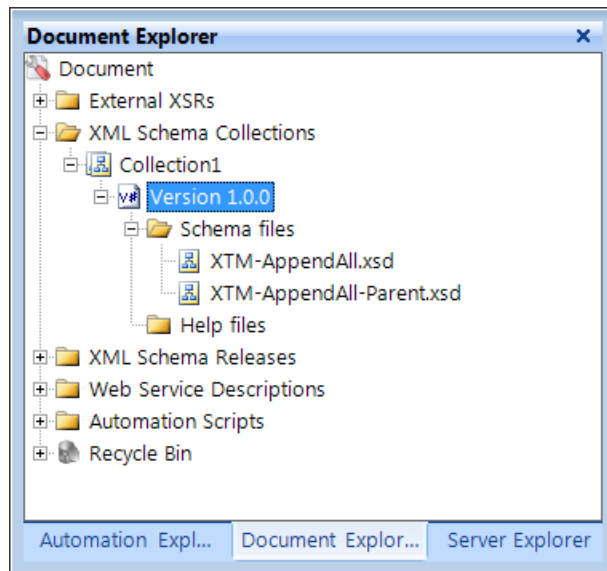 Document Explorer
Document
External XSRs
XML Schema Collections
Collection1
v# Version 1.0.0
Schema files
XTM-AppendAll.xsd
XTM-AppendAll-Parent.xsd
Help files
XML Schema Releases
Web Service Descriptions
Automation Scripts
Recycle Bin
Automation Expl... Document Explor... Server Explorer